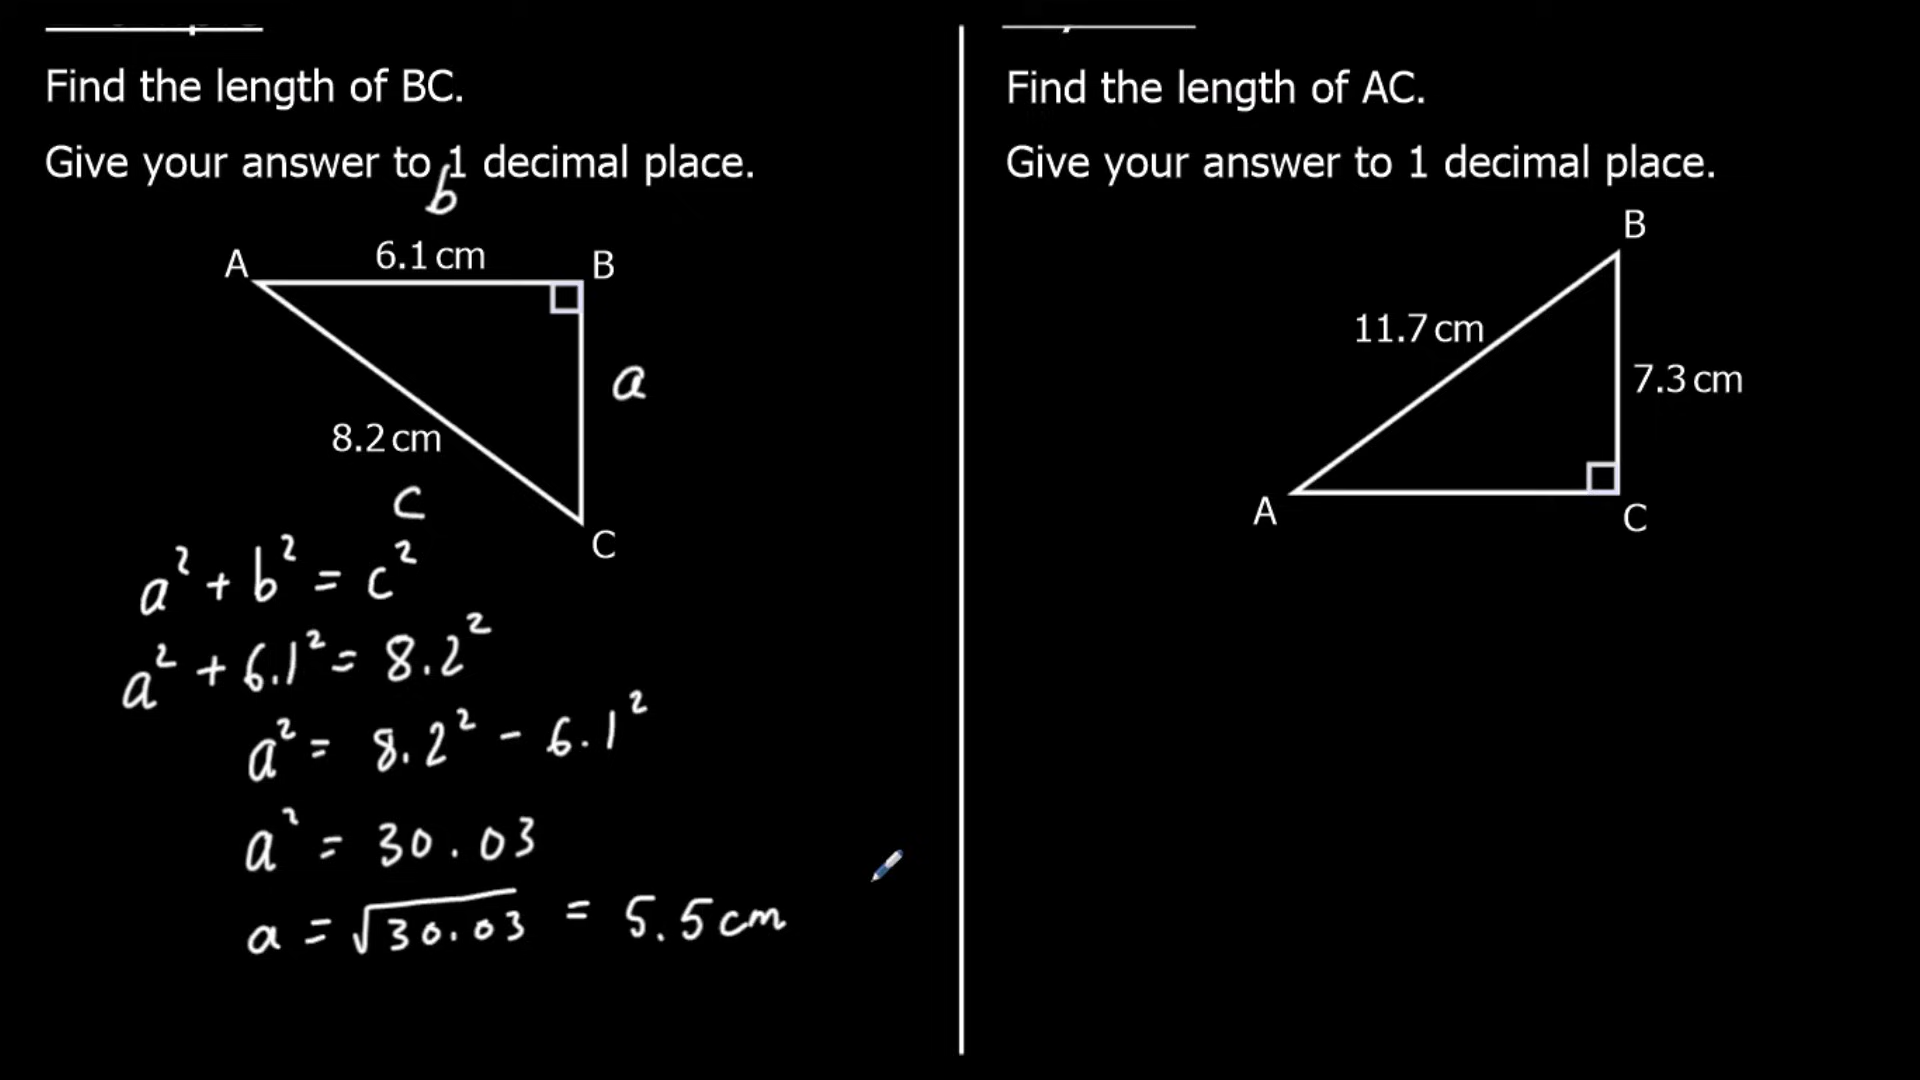 Find the length of BC.
Give your answer to 1 decimal place.
b
A
6.1 cm
B
a
8.2 cm
c
C
a² + b² = c²
a² + 6.1² = 8.2²
a² = 8.2² - 6.1²
a² = 30.03
a = √30.03 = 5.5cm
Find the length of AC.
Give your answer to 1 decimal place.
B
11.7 cm
7.3 cm
A
C